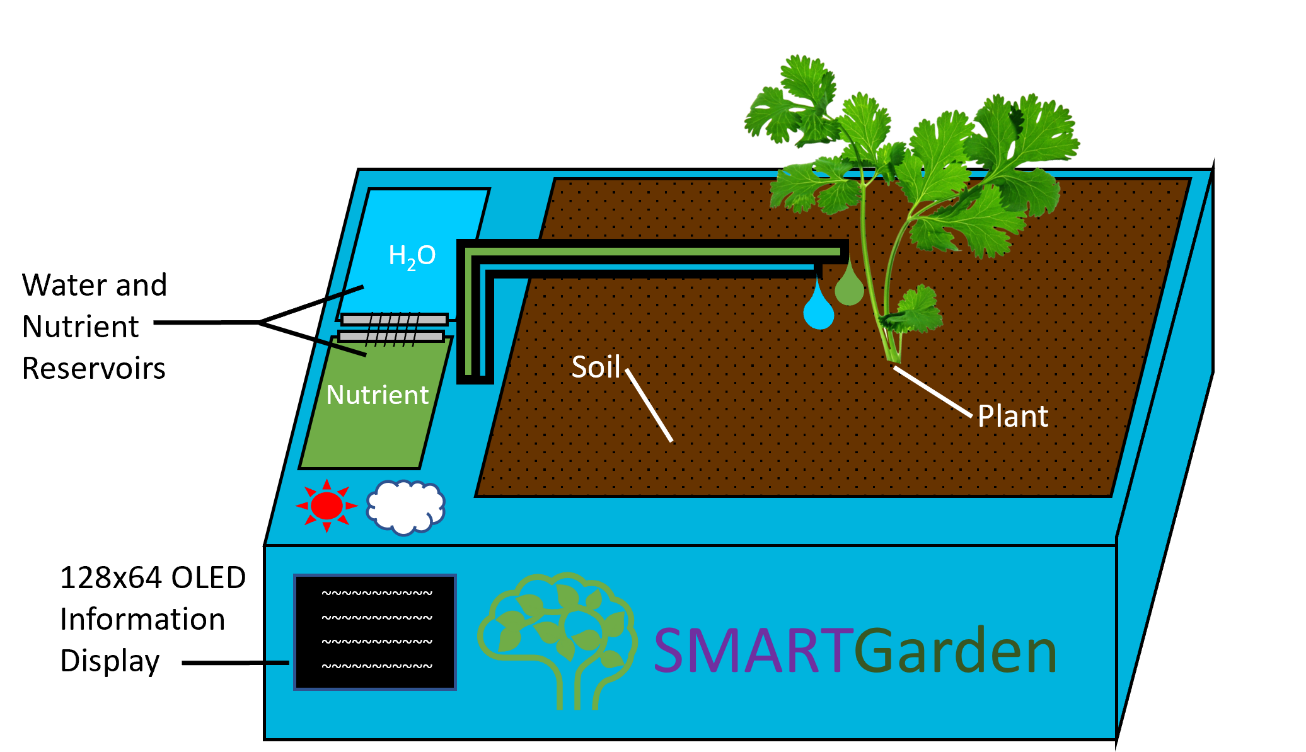 H₂O
Water and
Nutrient
Reservoirs
Nutrient
Soil
Plant
128x64 OLED
Information
Display
~~~~~~~~~~~
~~~~~~~~~~~
~~~~~~~~~~~
~~~~~~~~~~~
SMARTGarden